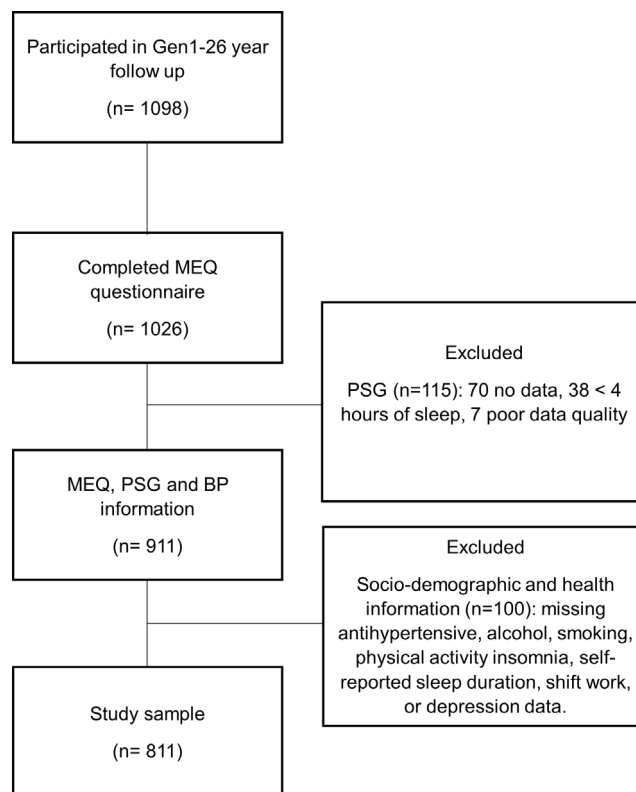 Participated in Gen1-26 year
follow up
(n= 1098)
Completed MEQ
questionnaire
(n= 1026)
Excluded
PSG (n=115): 70 no data, 38 < 4
hours of sleep, 7 poor data quality
MEQ, PSG and BP
information
(n= 911)
Excluded
Socio-demographic and health
information (n=100): missing
antihypertensive, alcohol, smoking,
physical activity insomnia, self-
reported sleep duration, shift work,
or depression data.
Study sample
(n= 811)